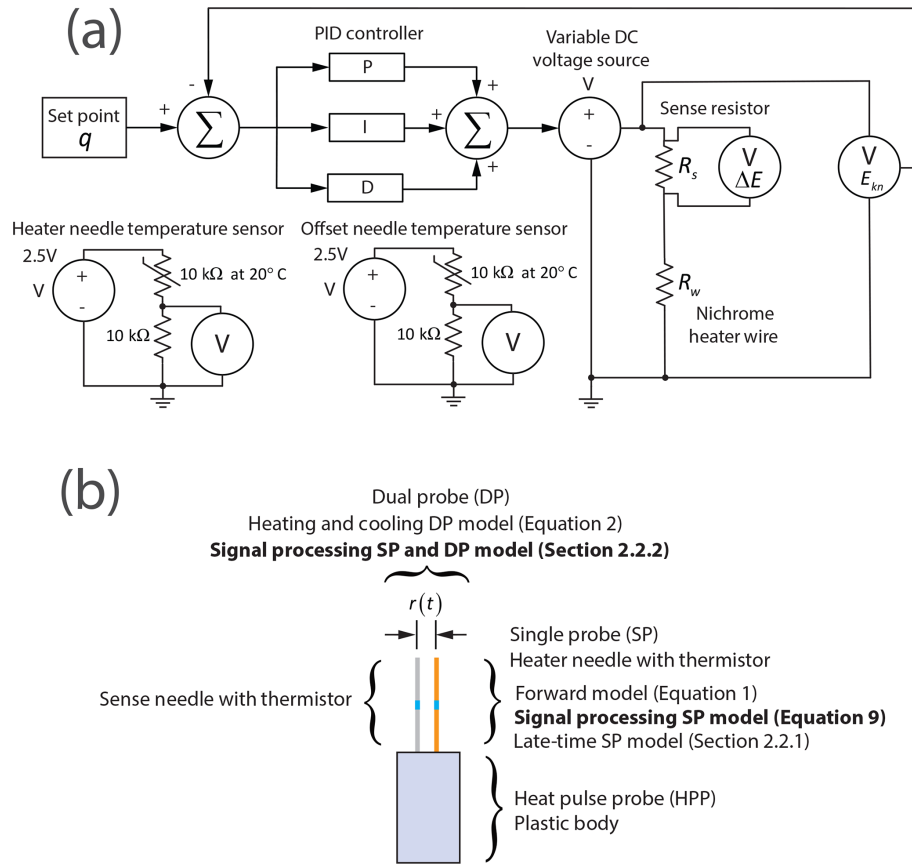 (a)
PID controller
Variable DC
voltage source
V
-
P
+
Set point
q
+
Σ
I
+
Σ
+
-
Sense resistor
R_s
V
ΔE
V
E_kn
D
+
Heater needle temperature sensor
2.5V
V
+
-
10 kΩ at 20° C
10 kΩ
V
Offset needle temperature sensor
2.5V
V
+
-
10 kΩ at 20° C
10 kΩ
V
R_w
Nichrome
heater wire
(b)
Dual probe (DP)
Heating and cooling DP model (Equation 2)
Signal processing SP and DP model (Section 2.2.2)
r(t)
Single probe (SP)
Heater needle with thermistor
Sense needle with thermistor
Forward model (Equation 1)
Signal processing SP model (Equation 9)
Late-time SP model (Section 2.2.1)
Heat pulse probe (HPP)
Plastic body